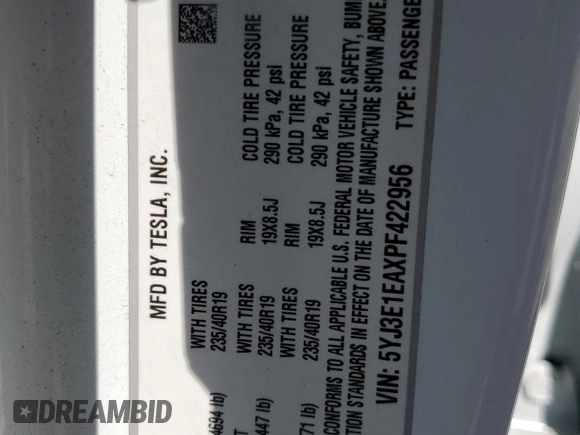 MFD BY TESLA, INC.
4694 lb) WITH TIRES
235/40R19
WITH TIRES RIM COLD TIRE PRESSURE
447 lb) 235/40R19 19X8.5J 290 kPa, 42 psi
WITH TIRES RIM COLD TIRE PRESSURE
71 lb) 235/40R19 19X8.5J 290 kPa, 42 psi
CONFORMS TO ALL APPLICABLE U.S. FEDERAL MOTOR VEHICLE SAFETY, BUM
TION STANDARDS IN EFFECT ON THE DATE OF MANUFACTURE SHOWN ABOVE.
VIN: 5YJ3E1EAXPF422956 TYPE: PASSENGE
DREAMBID